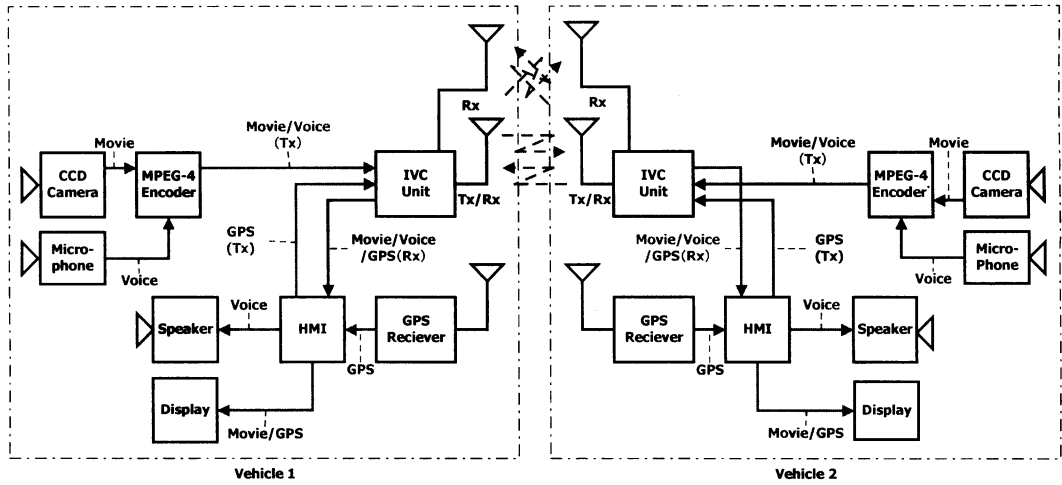 Rx
Rx
Movie
Movie/Voice
(Tx)
CCD
Camera
MPEG-4
Encoder
IVC
Unit
Tx/Rx
Micro-
phone
Voice
GPS
(Tx)
Movie/Voice
/GPS(Rx)
Speaker
Voice
HMI
GPS
Reciever
GPS
Display
Movie/GPS
Vehicle 1
Movie/Voice
(Tx)
Movie
IVC
Unit
Tx/Rx
MPEG-4
Encoder
CCD
Camera
Movie/Voice
/GPS(Rx)
GPS
(Tx)
Voice
Micro-
Phone
GPS
Reciever
GPS
HMI
Voice
Speaker
Movie/GPS
Display
Vehicle 2